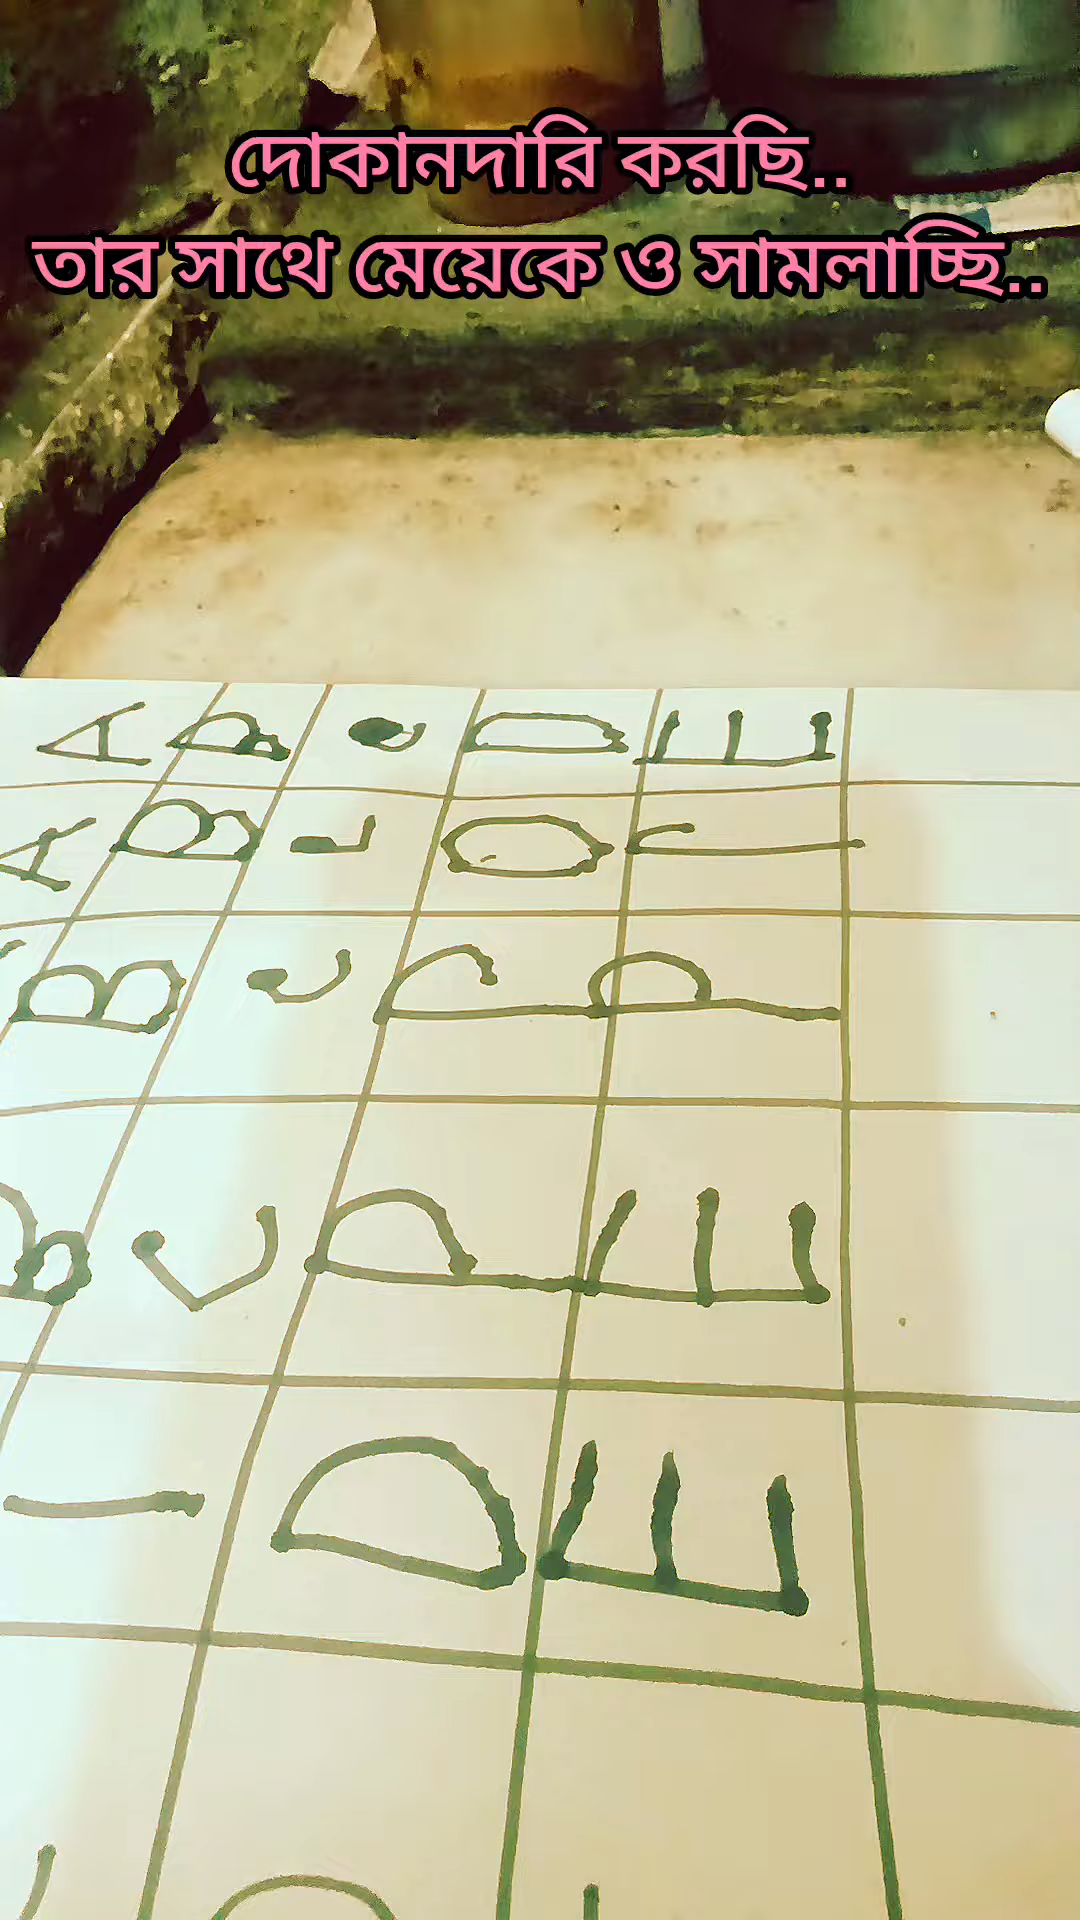 দোকানদারি করছি..
তার সাথে মেয়েকে ও সামলাচ্ছি..
A B C D E
A B C
B C
B C D E
D E